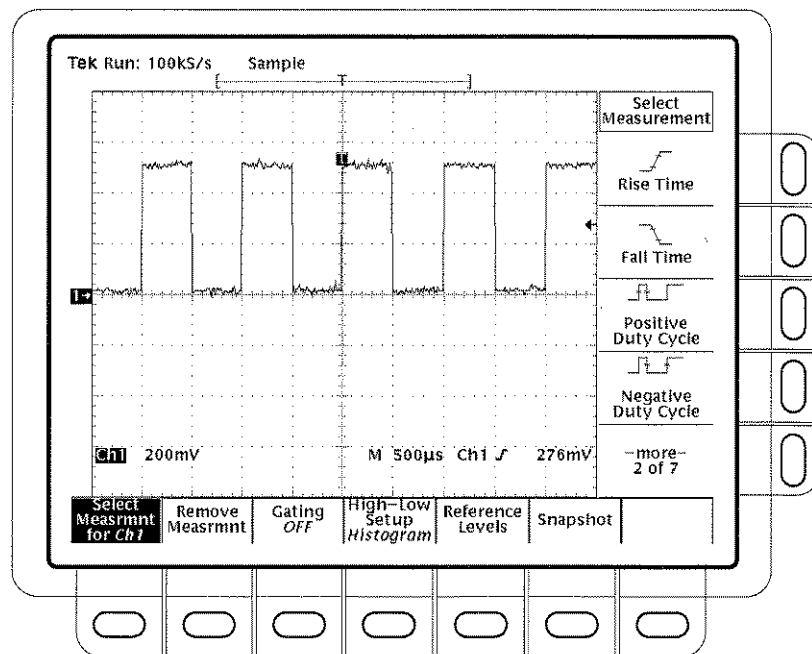 Tek Run: 100kS/s Sample
[ T ]
T
1→
Ch1 200mV M 500µs Ch1 276mV
Select
Measurement
Rise Time
Fall Time
Positive
Duty Cycle
Negative
Duty Cycle
–more–
2 of 7
Select
Measrmnt
for Ch1
Remove
Measrmnt
Gating
OFF
High–Low
Setup
Histogram
Reference
Levels
Snapshot